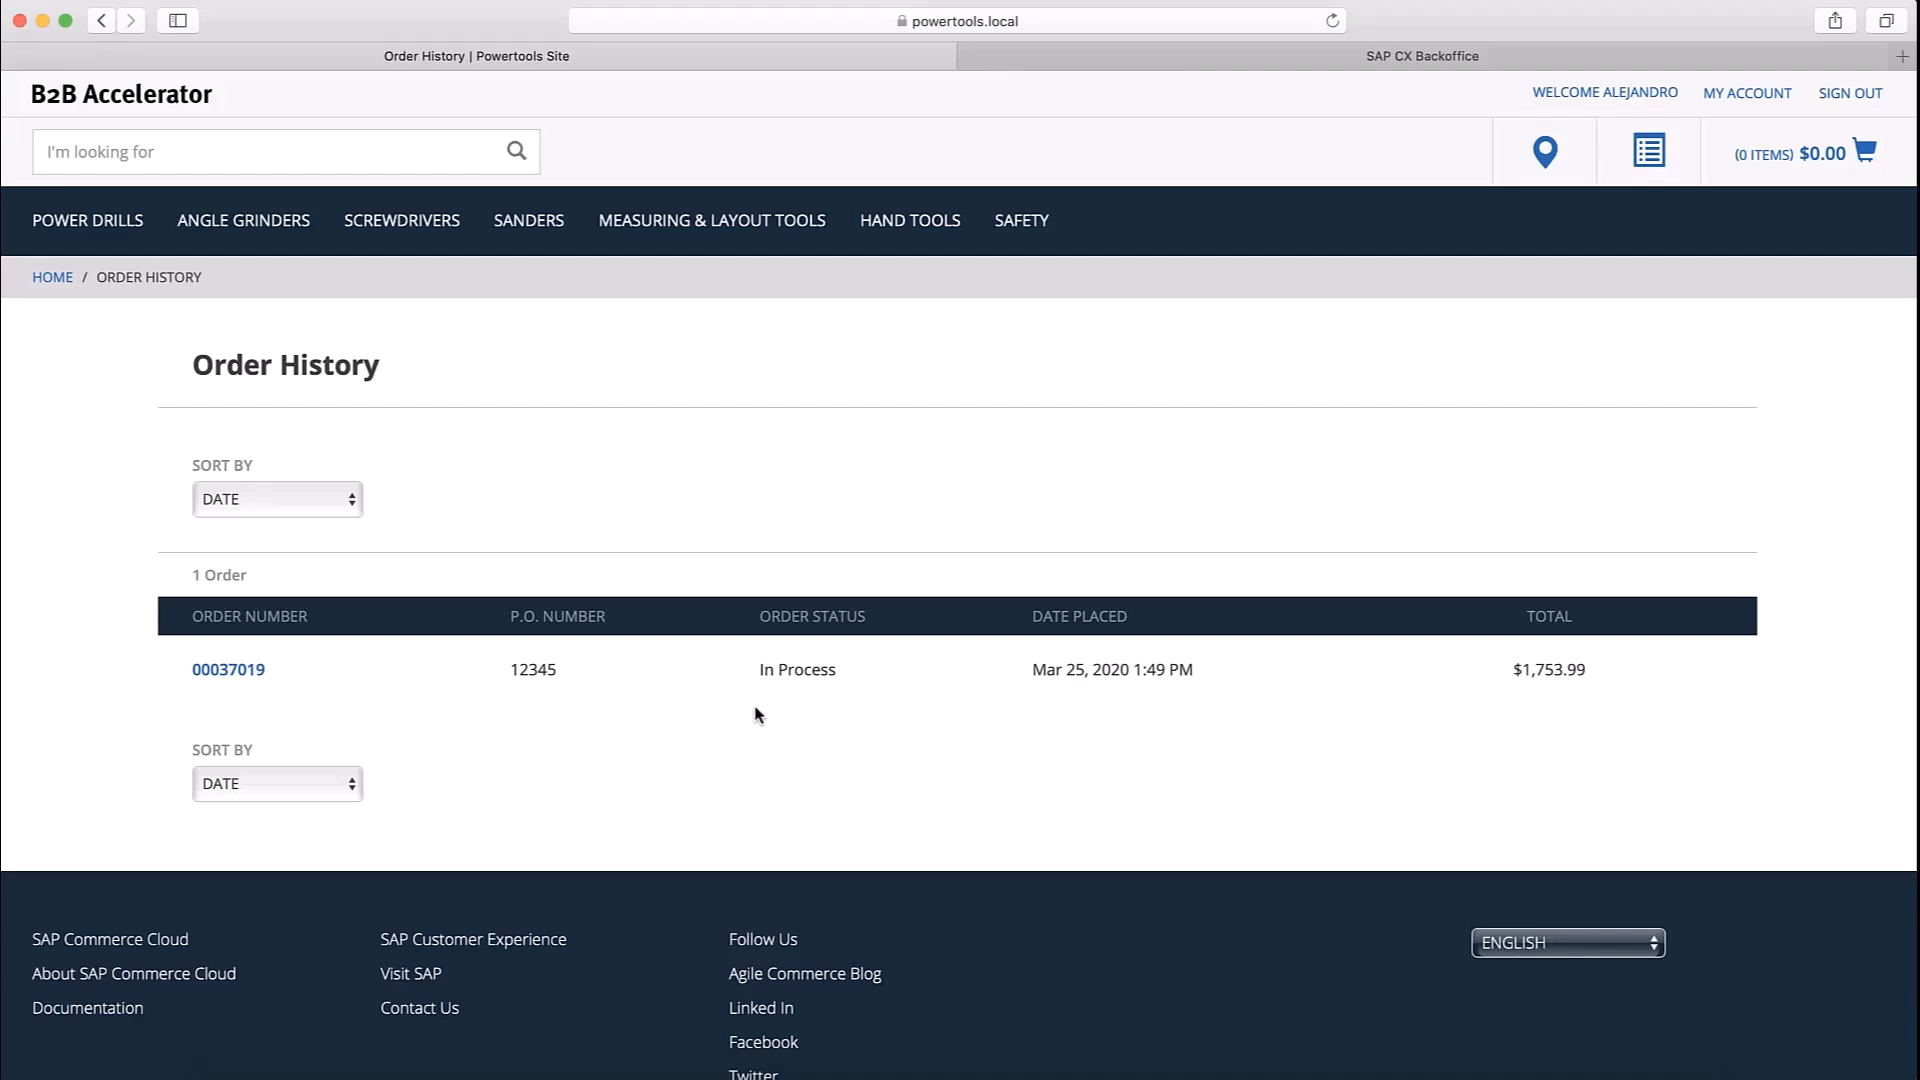 powertools.local
Order History | Powertools Site
SAP CX Backoffice
B2B Accelerator
WELCOME ALEJANDRO
MY ACCOUNT
SIGN OUT
I'm looking for
(0 ITEMS) $0.00
POWER DRILLS
ANGLE GRINDERS
SCREWDRIVERS
SANDERS
MEASURING & LAYOUT TOOLS
HAND TOOLS
SAFETY
HOME / ORDER HISTORY
Order History
SORT BY
DATE
1 Order
ORDER NUMBER P.O. NUMBER ORDER STATUS DATE PLACED TOTAL
00037019 12345 In Process Mar 25, 2020 1:49 PM $1,753.99
SORT BY
DATE
SAP Commerce Cloud
About SAP Commerce Cloud
Documentation
SAP Customer Experience
Visit SAP
Contact Us
Follow Us
Agile Commerce Blog
Linked In
Facebook
Twitter
ENGLISH